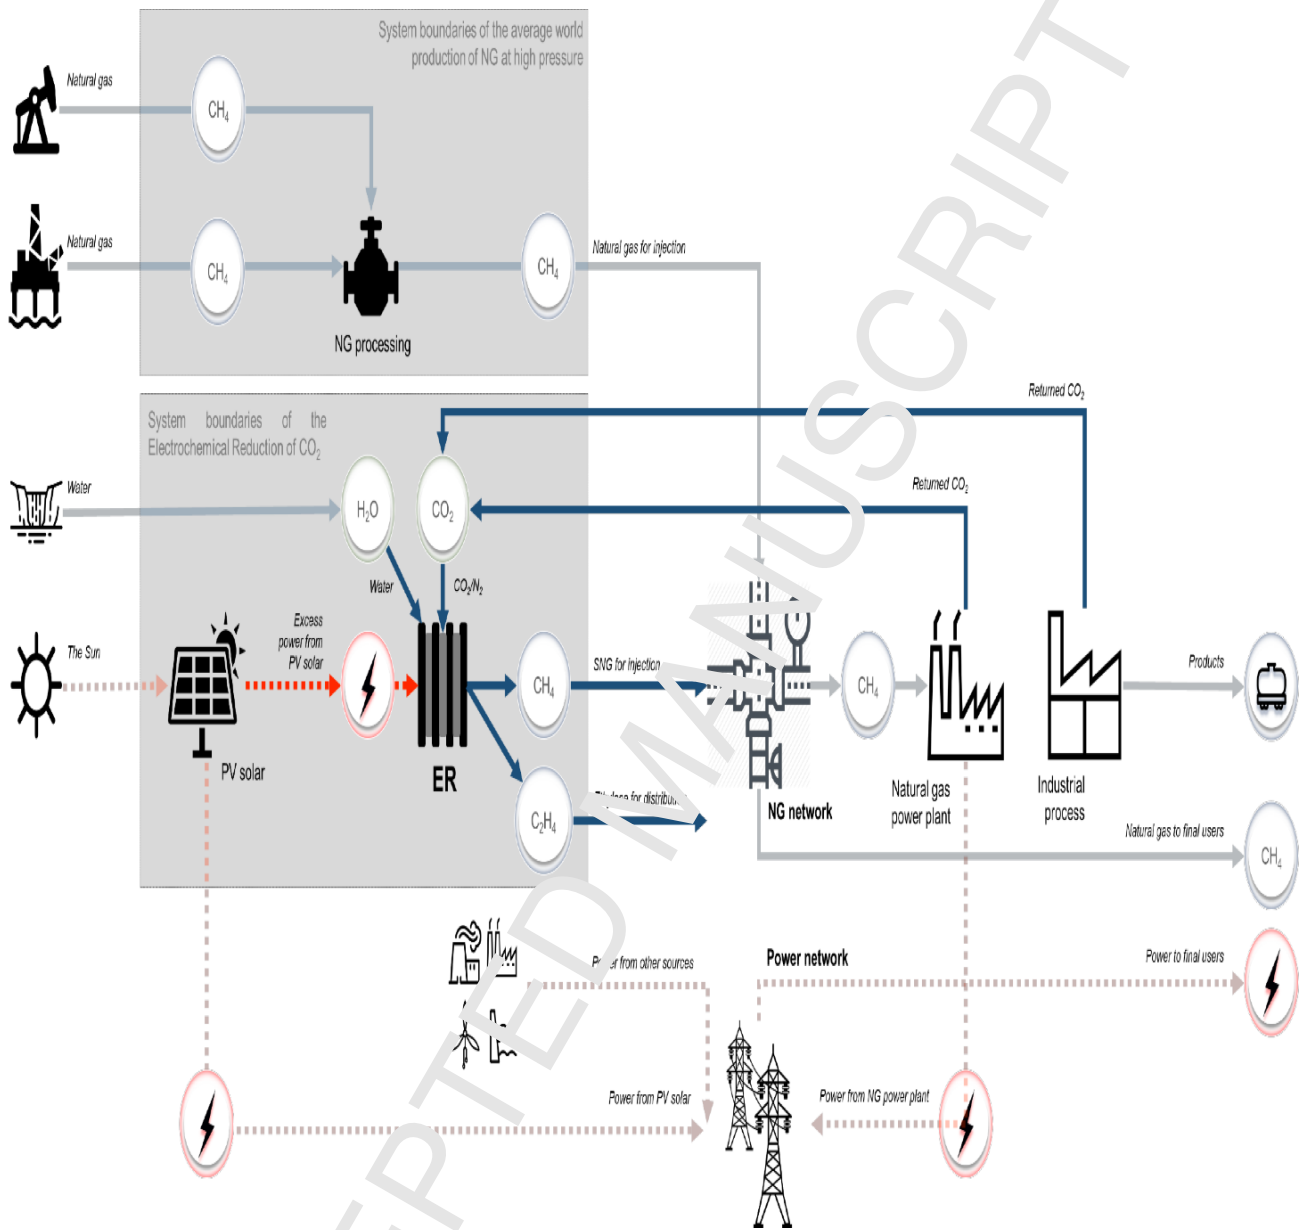 System boundaries of the average world
production of NG at high pressure
Natural gas
CH₄
Natural gas
CH₄
CH₄
Natural gas for injection
NG processing
System boundaries of the
Electrochemical Reduction of CO₂
Returned CO₂
Returned CO₂
Water
H₂O
CO₂
Water
CO₂/N₂
The Sun
Excess
power from
PV solar
PV solar
ER
CH₄
SNG for injection
CH₄
Products
C₂H₄
for distribution
NG network
Natural gas
power plant
Industrial
process
Natural gas to final users
CH₄
Power from other sources
Power network
Power to final users
Power from PV solar
Power from NG power plant
MANUSCRIPT